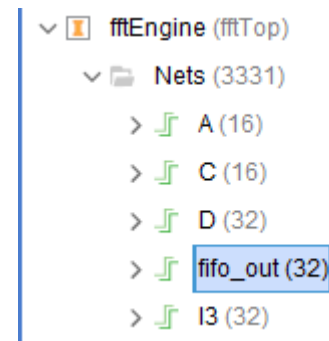 fftEngine (fftTop)
Nets (3331)
A (16)
C (16)
D (32)
fifo_out (32)
I3 (32)